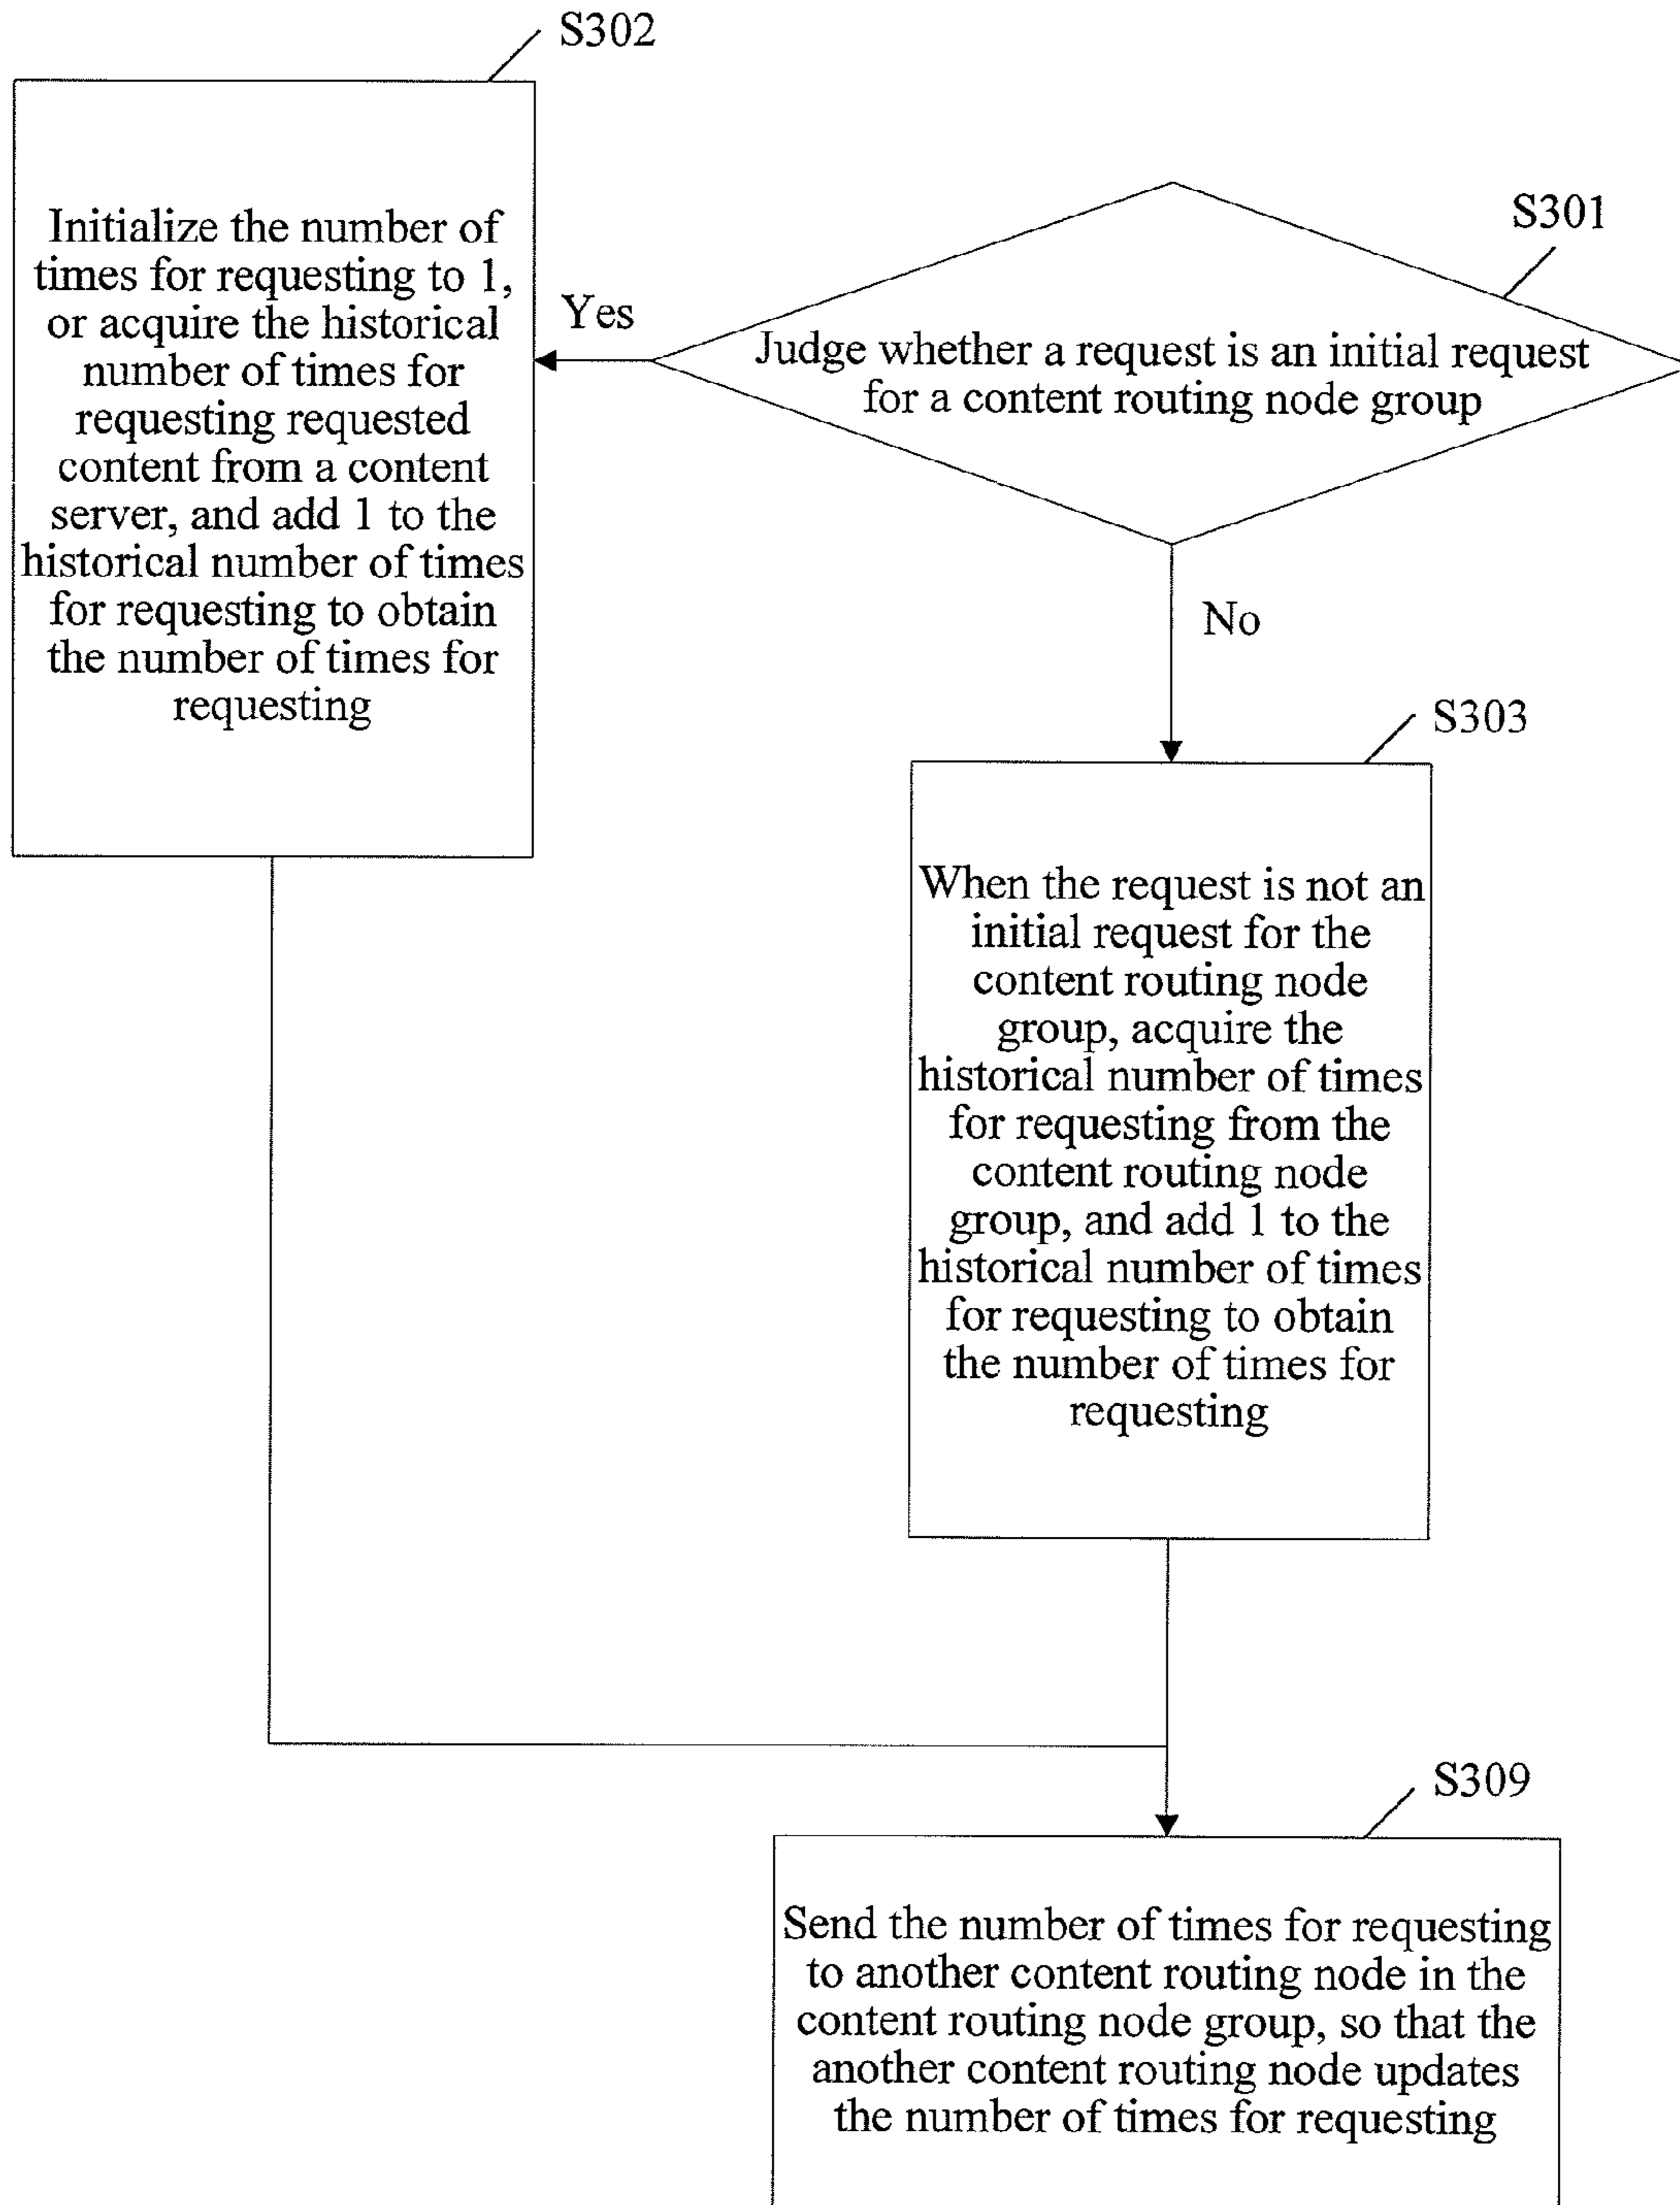 S302
Initialize the number of
times for requesting to 1,
or acquire the historical
number of times for
requesting requested
content from a content
server, and add 1 to the
historical number of times
for requesting to obtain
the number of times for
requesting
Yes
S301
Judge whether a request is an initial request
for a content routing node group
No
S303
When the request is not an
initial request for the
content routing node
group, acquire the
historical number of times
for requesting from the
content routing node
group, and add 1 to the
historical number of times
for requesting to obtain
the number of times for
requesting
S309
Send the number of times for requesting
to another content routing node in the
content routing node group, so that the
another content routing node updates
the number of times for requesting